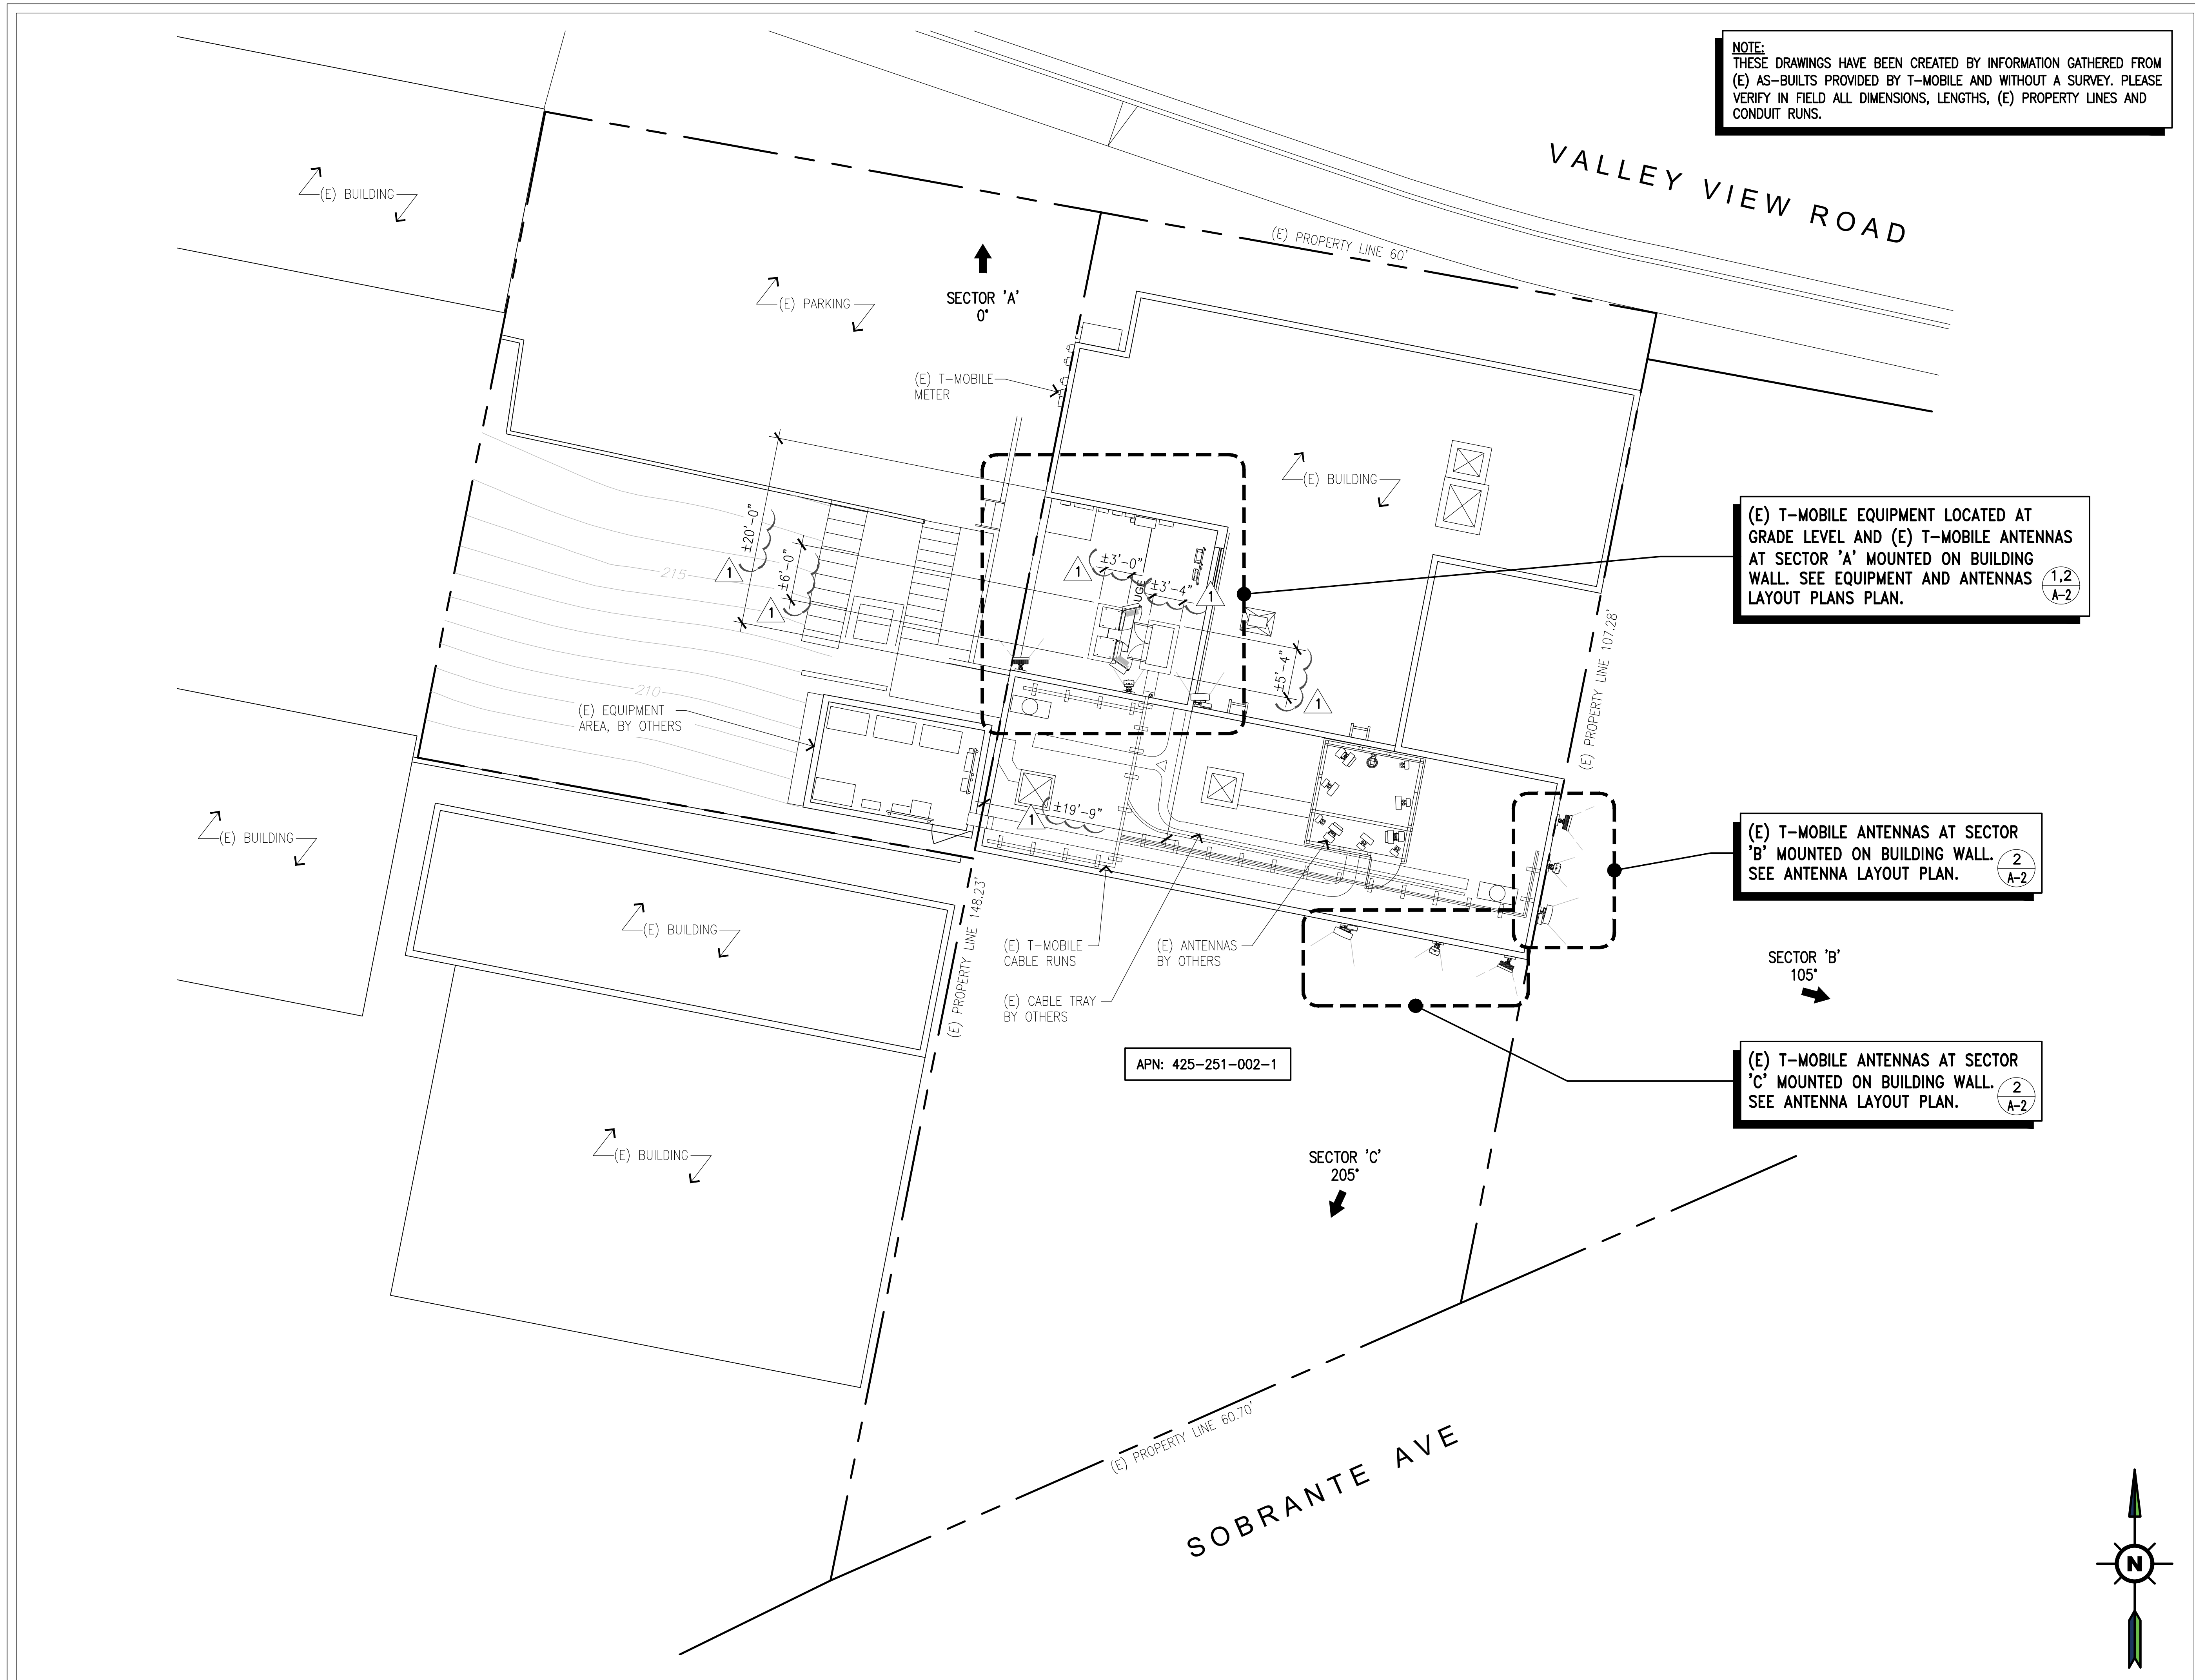 NOTE:
THESE DRAWINGS HAVE BEEN CREATED BY INFORMATION GATHERED FROM
(E) AS-BUILTS PROVIDED BY T-MOBILE AND WITHOUT A SURVEY. PLEASE
VERIFY IN FIELD ALL DIMENSIONS, LENGTHS, (E) PROPERTY LINES AND
CONDUIT RUNS.
VALLEY VIEW ROAD
(E) BUILDING
(E) PROPERTY LINE 60'
(E) PARKING
SECTOR 'A'
0°
(E) T-MOBILE
METER
(E) BUILDING
±20'-0"
1
±6'-0"
1
215
1
±3'-0"
±3'-4"
1
(E) T-MOBILE EQUIPMENT LOCATED AT
GRADE LEVEL AND (E) T-MOBILE ANTENNAS
AT SECTOR 'A' MOUNTED ON BUILDING
WALL. SEE EQUIPMENT AND ANTENNAS
LAYOUT PLANS PLAN.
1,2
A-2
±5'-4"
1
(E) PROPERTY LINE 107.28'
210
(E) EQUIPMENT
AREA, BY OTHERS
±19'-9"
1
(E) BUILDING
(E) T-MOBILE ANTENNAS AT SECTOR
'B' MOUNTED ON BUILDING WALL.
SEE ANTENNA LAYOUT PLAN.
2
A-2
(E) BUILDING
(E) PROPERTY LINE 148.23'
(E) T-MOBILE
CABLE RUNS
(E) ANTENNAS
BY OTHERS
(E) CABLE TRAY
BY OTHERS
SECTOR 'B'
105°
APN: 425-251-002-1
(E) T-MOBILE ANTENNAS AT SECTOR
'C' MOUNTED ON BUILDING WALL.
SEE ANTENNA LAYOUT PLAN.
2
A-2
(E) BUILDING
SECTOR 'C'
205°
(E) PROPERTY LINE 60.70'
SOBRANTE AVE
N